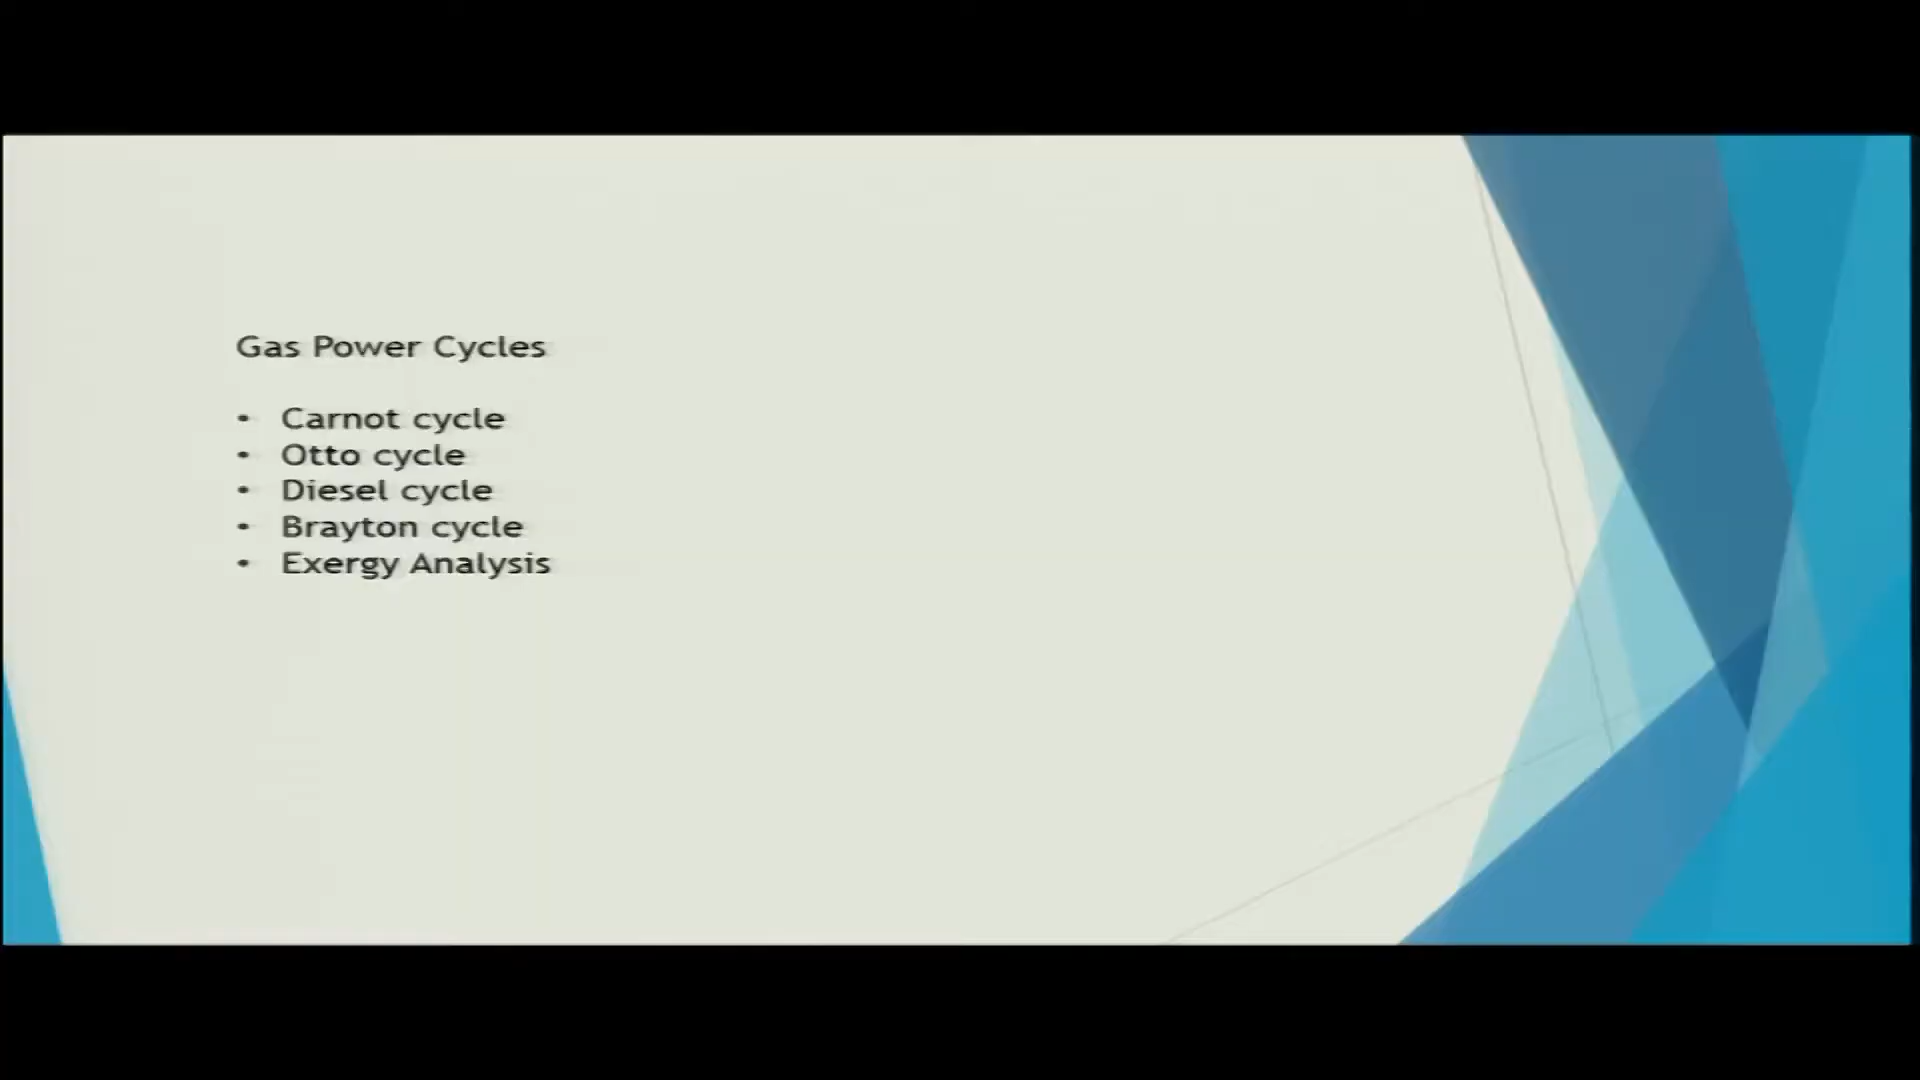 Gas Power Cycles
• Carnot cycle
• Otto cycle
• Diesel cycle
• Brayton cycle
• Exergy Analysis